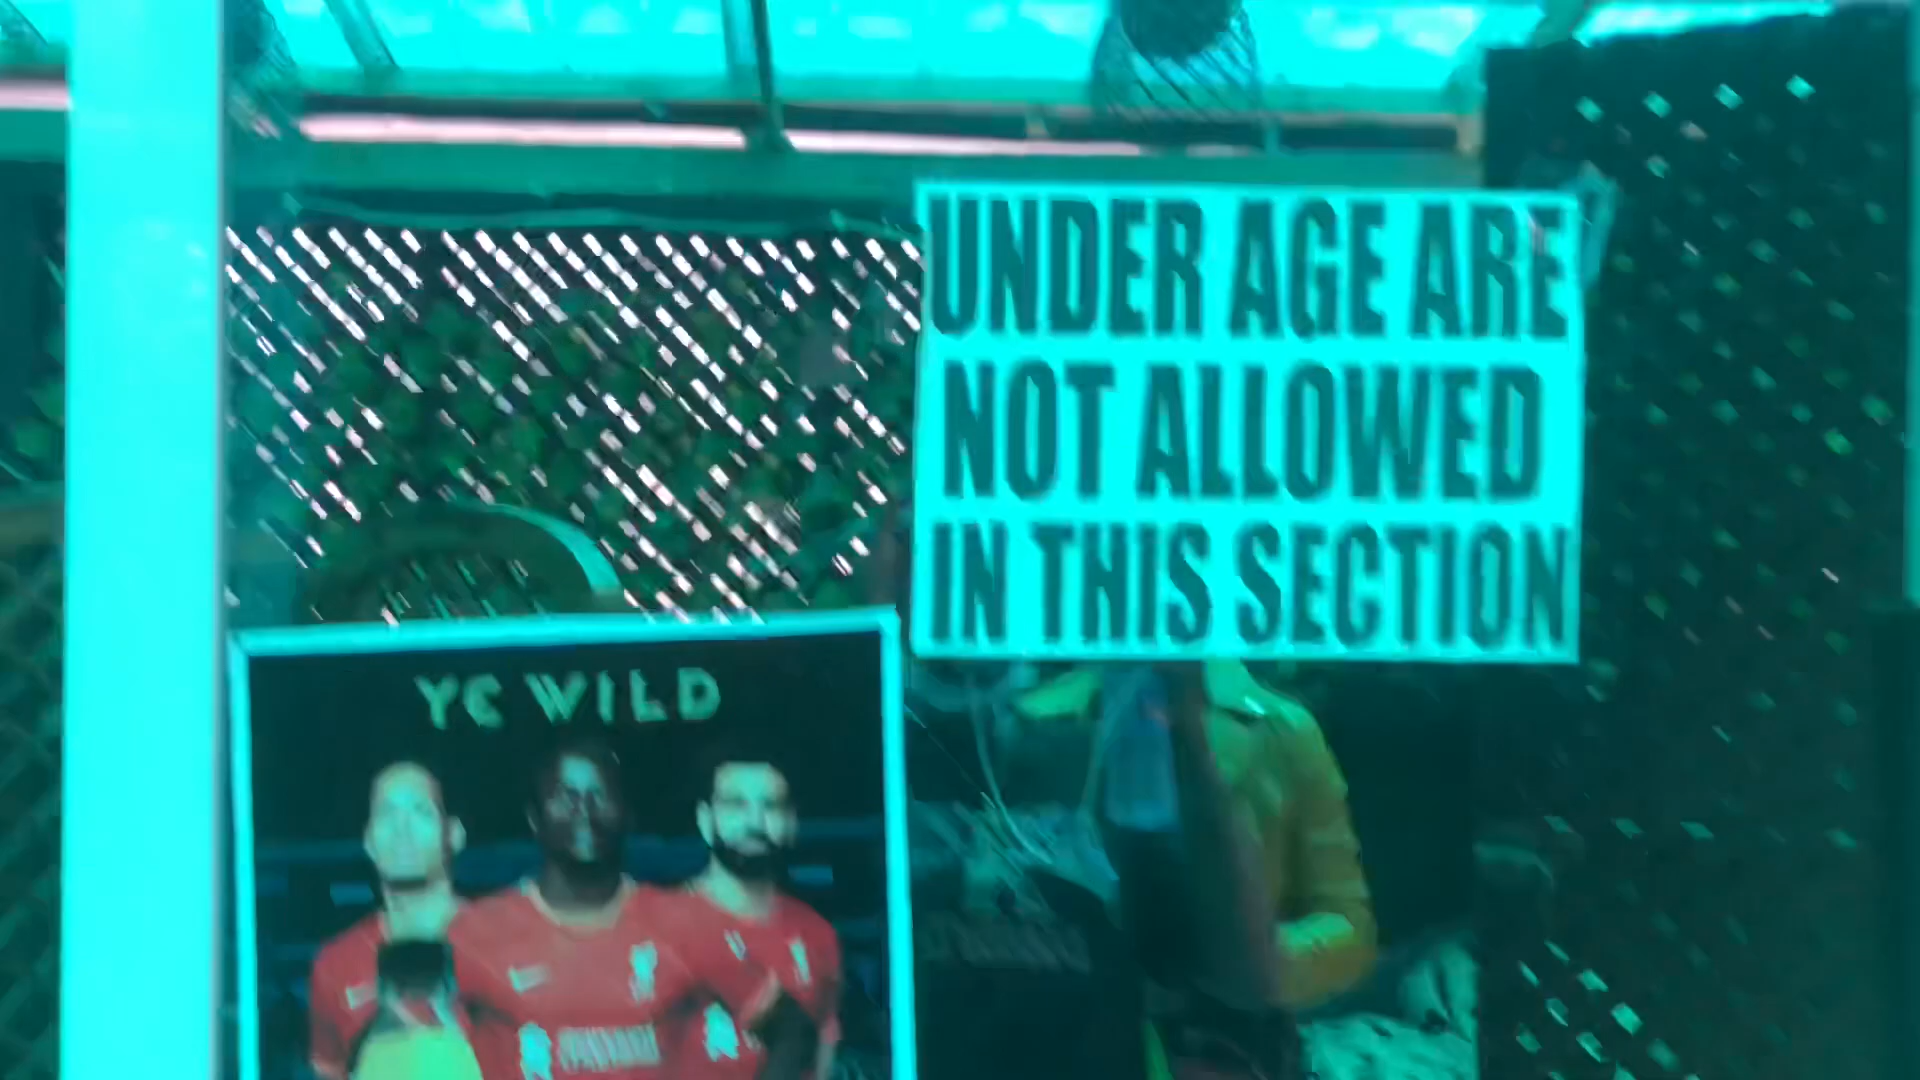 UNDER AGE ARE
NOT ALLOWED
IN THIS SECTION
YC WILD